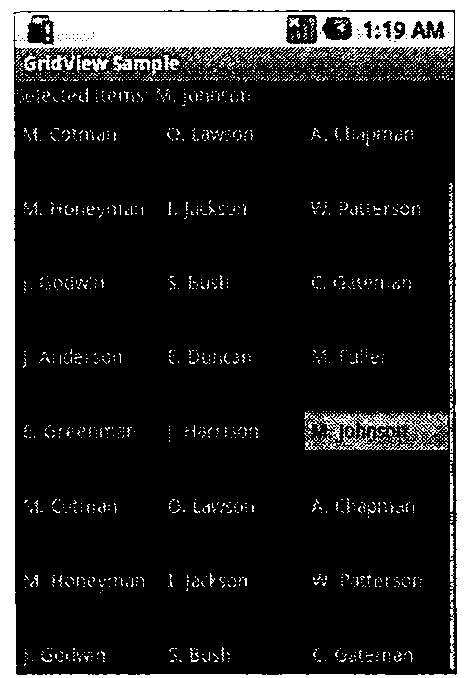 1:19 AM
GridView Sample
Selected items: M. Johnson
M. Cotman O. Lawson A. Chapman
M. Honeyman I. Jackson W. Patterson
J. Godwin S. Bush C. Gateman
J. Anderson E. Duncan M. Fuller
E. Greenman J. Harrison M. Johnson
M. Cotman O. Lawson A. Chapman
M. Honeyman I. Jackson W. Patterson
J. Godwin S. Bush C. Gateman